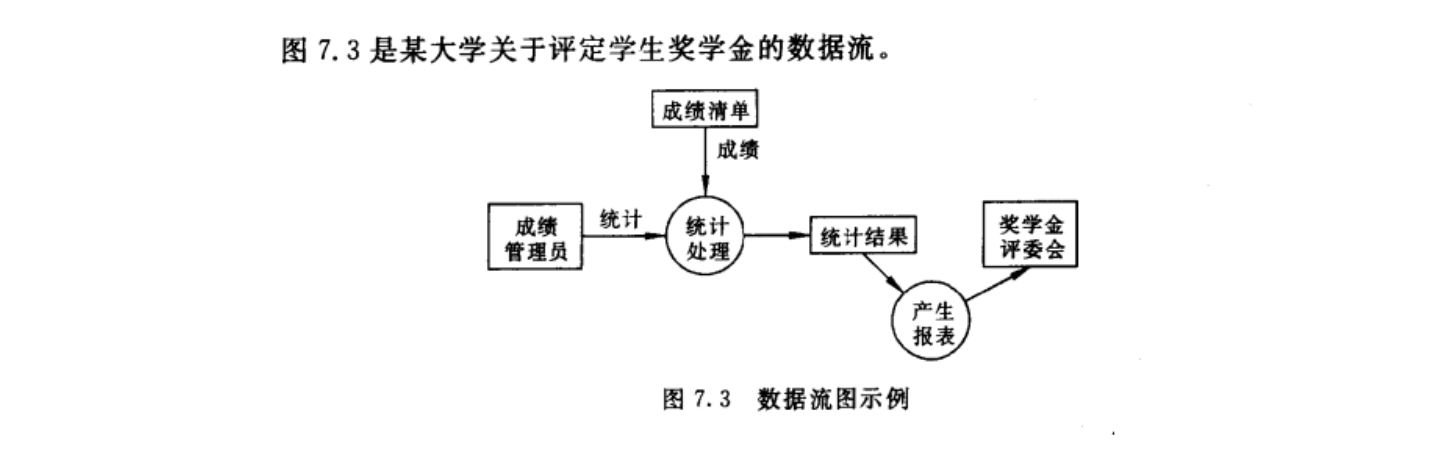 图 7.3 是某大学关于评定学生奖学金的数据流。
成绩清单
成绩
成绩
管理员
统计
统计
处理
统计结果
奖学金
评委会
产生
报表
图 7.3 数据流图示例